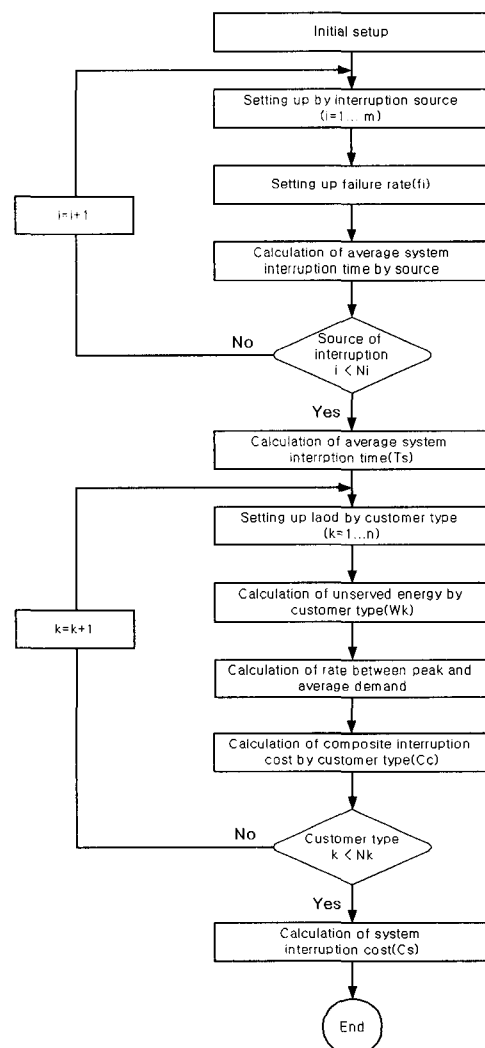 Initial setup
Setting up by interruption source
(i=1... m)
Setting up failure rate(fi)
i=i+1
Calculation of average system
interruption time by source
No
Source of
interruption
i < Ni
Yes
Calculation of average system
interrption time(Ts)
Setting up laod by customer type
(k=1...n)
Calculation of unserved energy by
customer type(Wk)
k=k+1
Calculation of rate between peak and
average demand
Calculation of composite interruption
cost by customer type(Cc)
No
Customer type
k < Nk
Yes
Calculation of system
interruption cost(Cs)
End